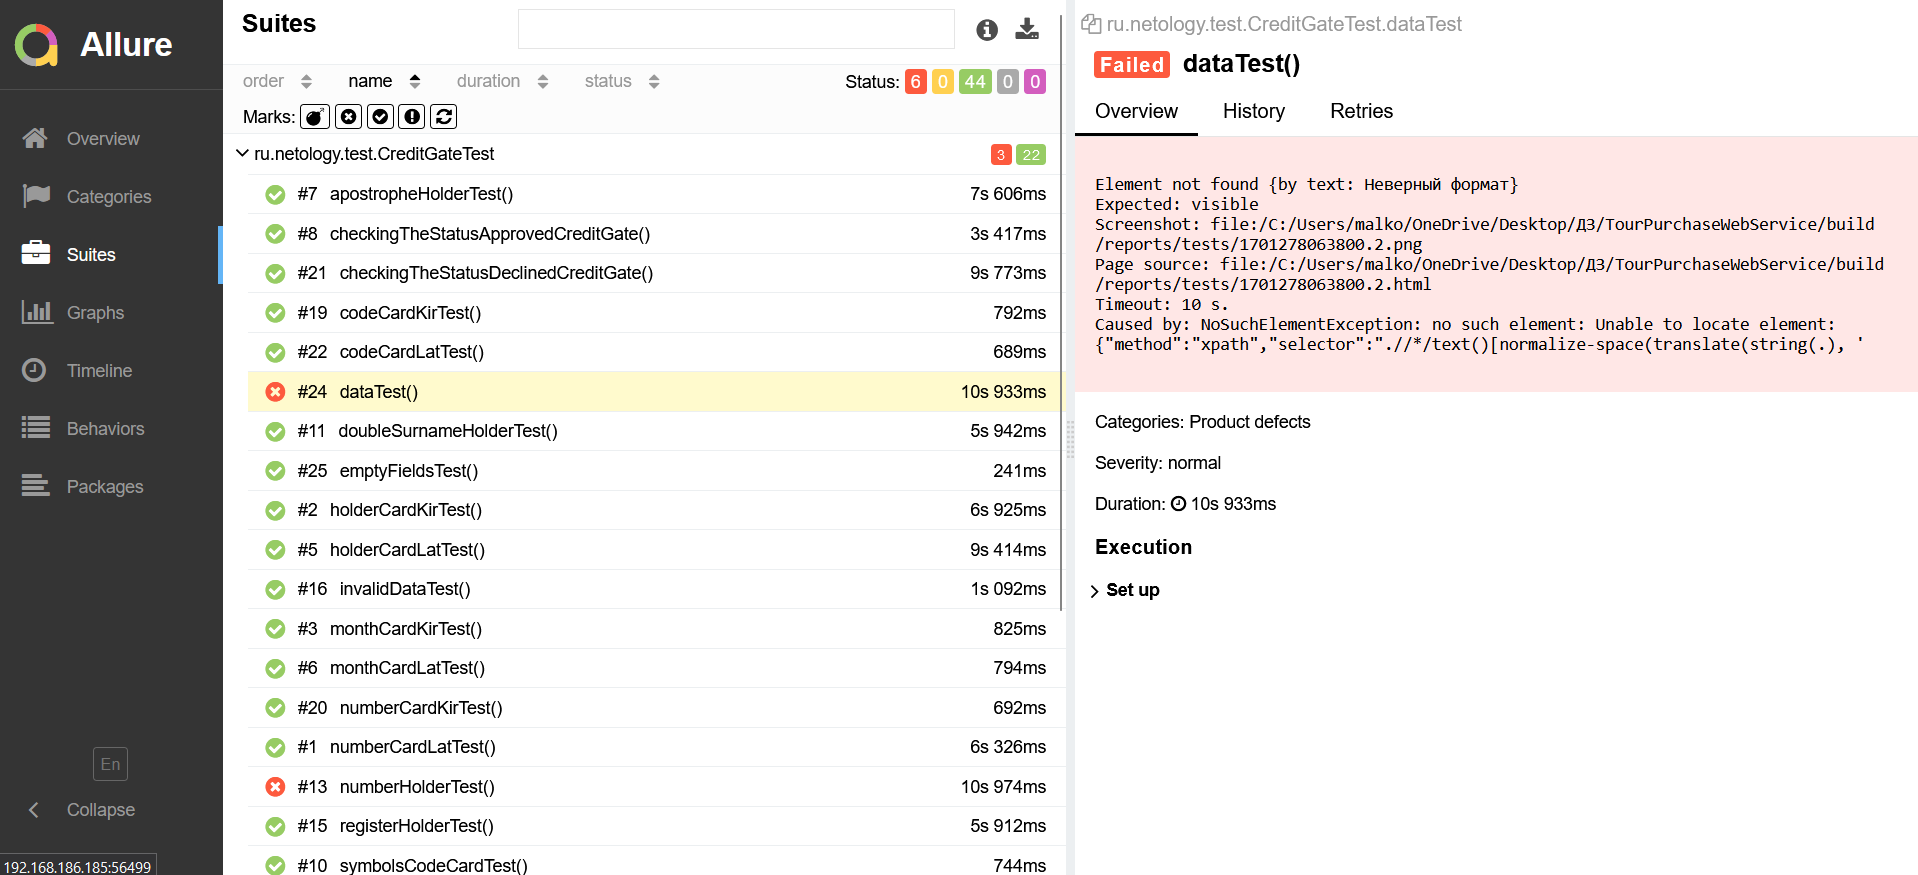 Allure
Overview
Categories
Suites
Graphs
Timeline
Behaviors
Packages
En
Collapse
192.168.186.185:56499
Suites
order name duration status Status: 6 0 44 0 0
Marks:
ru.netology.test.CreditGateTest 3 22
#7 apostropheHolderTest() 7s 606ms
#8 checkingTheStatusApprovedCreditGate() 3s 417ms
#21 checkingTheStatusDeclinedCreditGate() 9s 773ms
#19 codeCardKirTest() 792ms
#22 codeCardLatTest() 689ms
#24 dataTest() 10s 933ms
#11 doubleSurnameHolderTest() 5s 942ms
#25 emptyFieldsTest() 241ms
#2 holderCardKirTest() 6s 925ms
#5 holderCardLatTest() 9s 414ms
#16 invalidDataTest() 1s 092ms
#3 monthCardKirTest() 825ms
#6 monthCardLatTest() 794ms
#20 numberCardKirTest() 692ms
#1 numberCardLatTest() 6s 326ms
#13 numberHolderTest() 10s 974ms
#15 registerHolderTest() 5s 912ms
#10 symbolsCodeCardTest() 744ms
ru.netology.test.CreditGateTest.dataTest
Failed dataTest()
Overview History Retries
Element not found {by text: Неверный формат}
Expected: visible
Screenshot: file:/C:/Users/malko/OneDrive/Desktop/ДЗ/TourPurchaseWebService/build
/reports/tests/1701278063800.2.png
Page source: file:/C:/Users/malko/OneDrive/Desktop/ДЗ/TourPurchaseWebService/build
/reports/tests/1701278063800.2.html
Timeout: 10 s.
Caused by: NoSuchElementException: no such element: Unable to locate element:
{"method":"xpath","selector":".//*/text()[normalize-space(translate(string(.), '
Categories: Product defects
Severity: normal
Duration: 10s 933ms
Execution
Set up